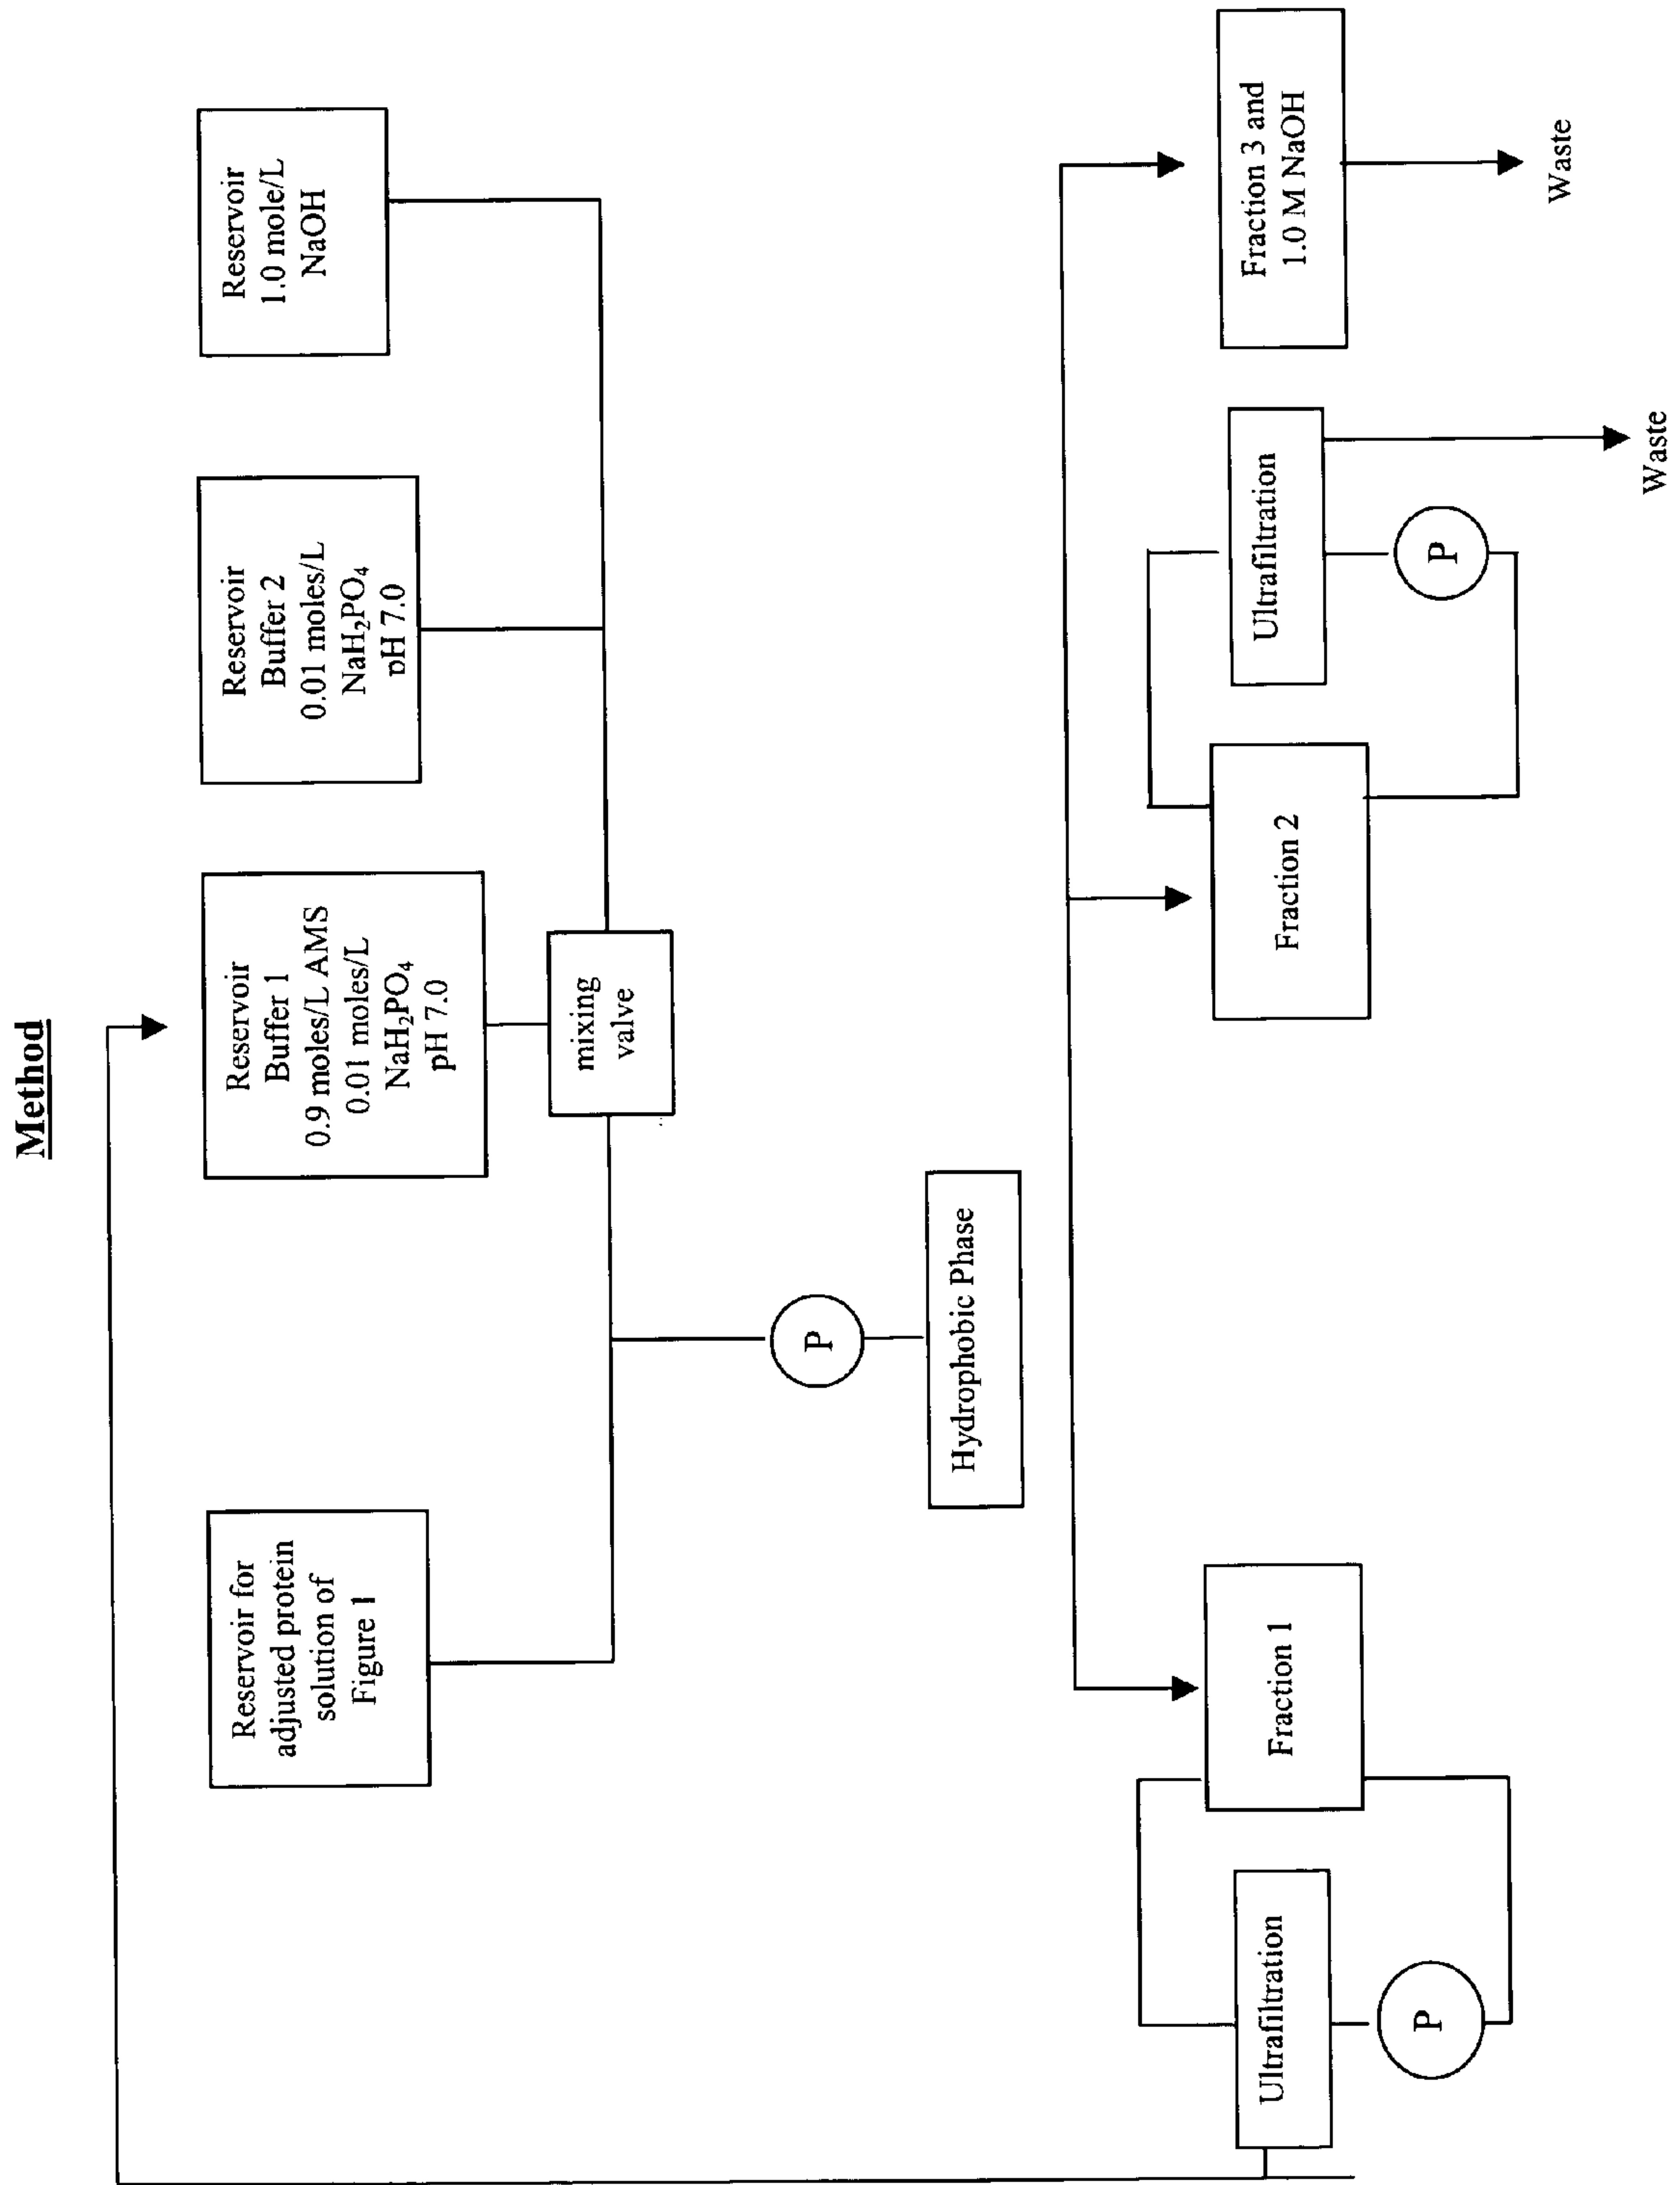 Method
Reservoir for
adjusted protein
solution of
Figure 1
Reservoir
Buffer 1
0.9 moles/L AMS
0.01 moles/L
NaH₂PO₄
pH 7.0
Reservoir
Buffer 2
0.01 moles/L
NaH₂PO₄
pH 7.0
Reservoir
1.0 mole/L
NaOH
mixing
valve
P
Hydrophobic Phase
Ultrafiltration
P
Fraction 1
Fraction 2
Ultrafiltration
P
Waste
Fraction 3 and
1.0 M NaOH
Waste